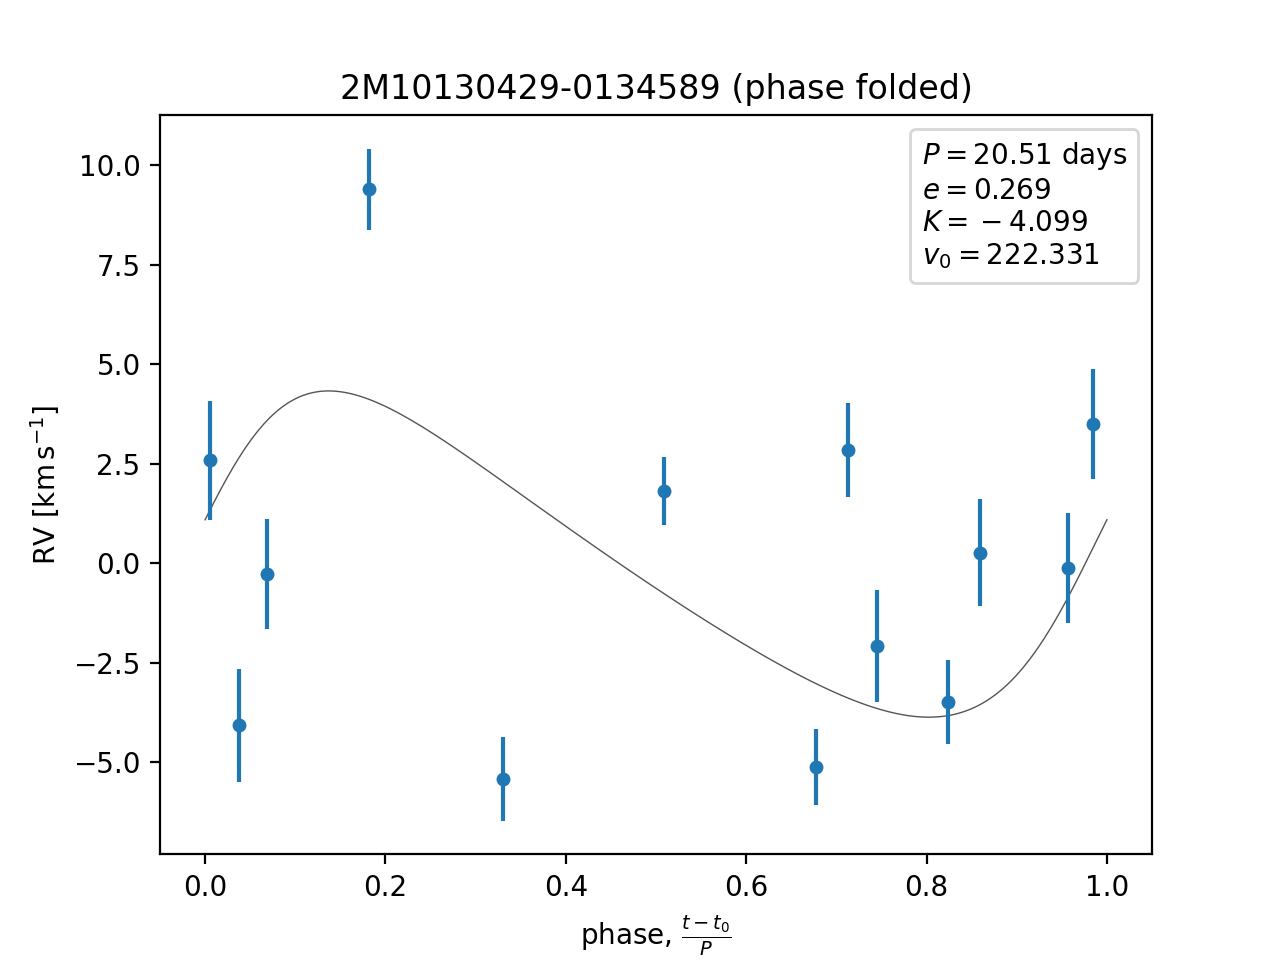 2M10130429-0134589 (phase folded)
P = 20.51 days
e = 0.269
K = −4.099
v₀ = 222.331
RV [km s⁻¹]
10.0
7.5
5.0
2.5
0.0
−2.5
−5.0
0.0 0.2 0.4 0.6 0.8 1.0
phase, (t − t₀)/P